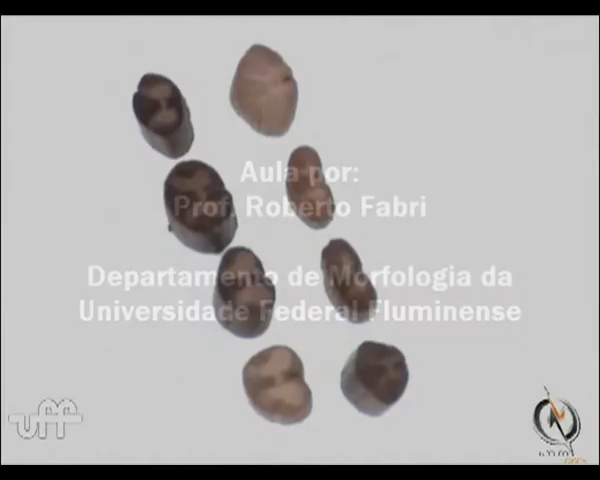 Aula por:
Prof. Roberto Fabri
Departamento de Morfologia da
Universidade Federal Fluminense
uff